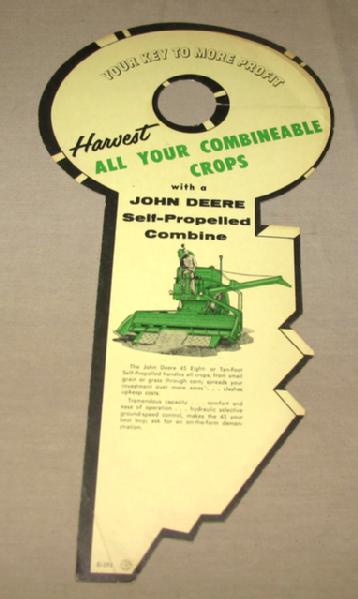 YOUR KEY TO MORE PROFIT
Harvest
ALL YOUR COMBINEABLE
CROPS
with a
JOHN DEERE
Self-Propelled
Combine
The John Deere 45 Eight- or Ten-Foot
Self-Propelled handles all crops, from small
grain or grass through corn; spreads your
investment over more acres . . . slashes
upkeep costs.
Tremendous capacity . . . comfort and
ease of operation . . . hydraulic selective
ground-speed control, makes the 45 your
best buy; ask for an on-the-farm demon-
stration.